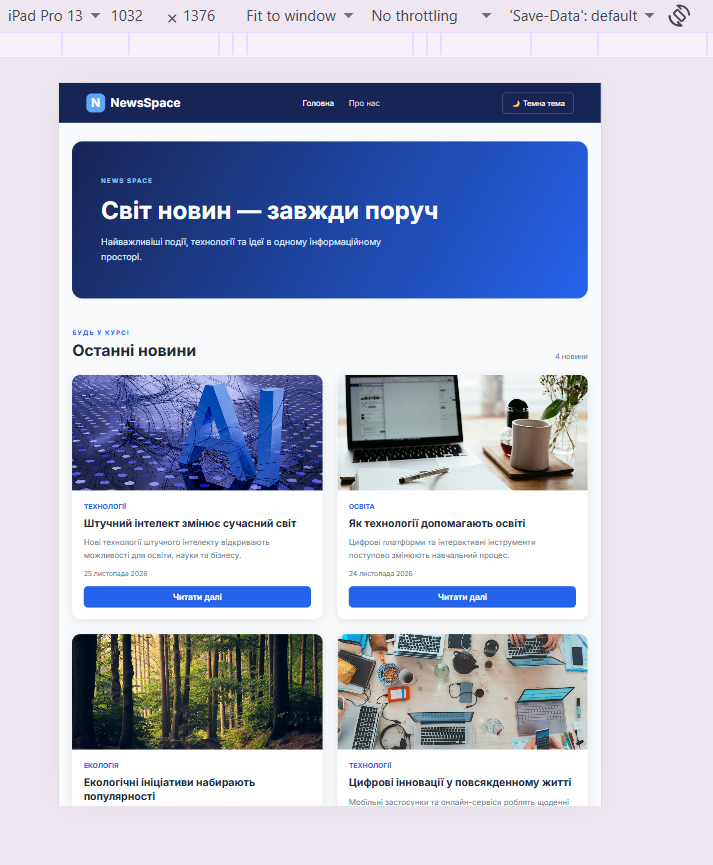 iPad Pro 13 1032 × 1376 Fit to window No throttling 'Save-Data': default
N NewsSpace Головна Про нас 🌙 Темна тема
NEWS SPACE
Світ новин — завжди поруч
Найважливіші події, технології та ідеї в одному інформаційному
просторі.
БУДЬ У КУРСІ
Останні новини
4 новини
ТЕХНОЛОГІЇ
Штучний інтелект змінює сучасний світ
Нові технології штучного інтелекту відкривають
можливості для освіти, науки та бізнесу.
25 листопада 2026
Читати далі
ОСВІТА
Як технології допомагають освіті
Цифрові платформи та інтерактивні інструменти
поступово змінюють навчальний процес.
24 листопада 2026
Читати далі
ЕКОЛОГІЯ
Екологічні ініціативи набирають
популярності
ТЕХНОЛОГІЇ
Цифрові інновації у повсякденному житті
Мобільні застосунки та онлайн-сервіси роблять щоденні